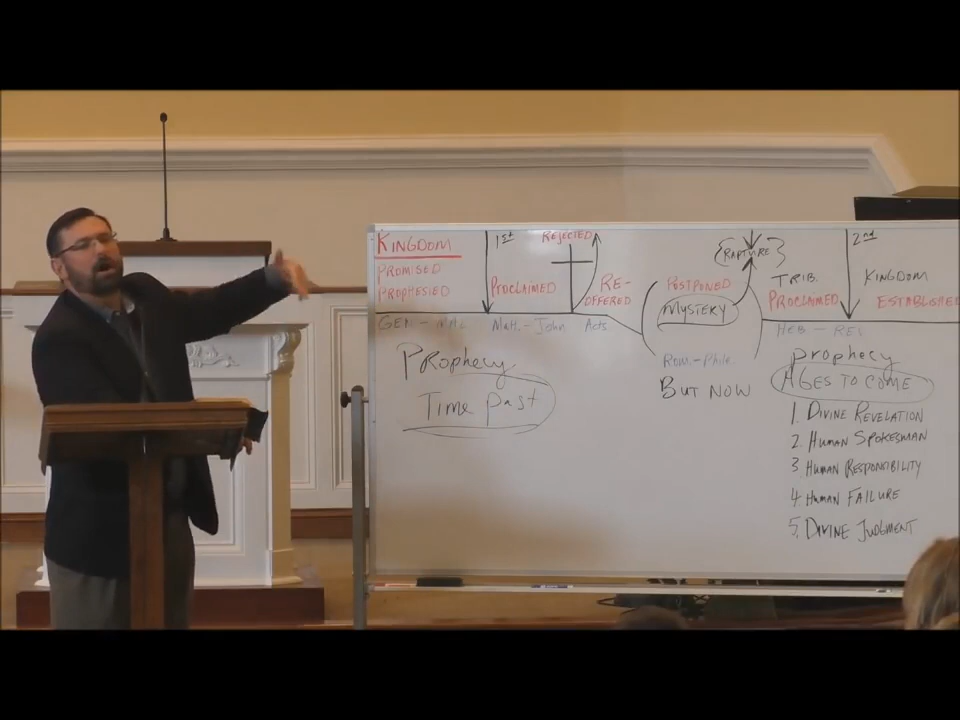 KINGDOM
PROMISED
PROPHESIED
1st
PROCLAIMED
REJECTED
RE-
OFFERED
POSTPONED
MYSTERY
{RAPTURE}
TRIB.
PROCLAIMED
2nd
KINGDOM
ESTABLISHED
GEN - MAL
Matt. - John
Acts
ROM. - Phile.
HEB - REV
Prophecy
Time Past
BUT NOW
prophecy
AGES TO COME
1. DIVINE REVELATION
2. HUMAN SPOKESMAN
3. HUMAN RESPONSIBILITY
4. HUMAN FAILURE
5. DIVINE JUDGMENT